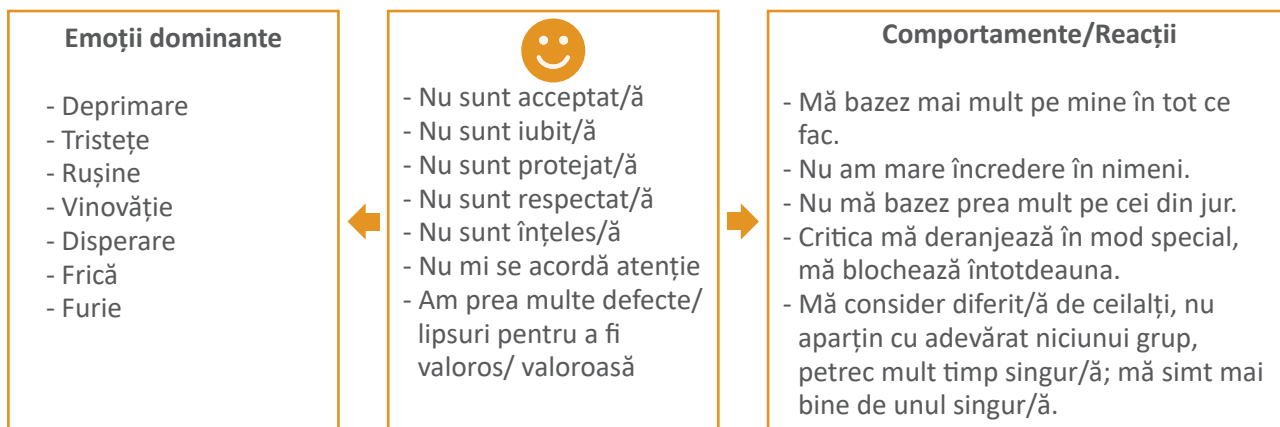 Emoții dominante
- Deprimare
- Tristețe
- Rușine
- Vinovăție
- Disperare
- Frică
- Furie
- Nu sunt acceptat/ă
- Nu sunt iubit/ă
- Nu sunt protejat/ă
- Nu sunt respectat/ă
- Nu sunt înțeles/ă
- Nu mi se acordă atenție
- Am prea multe defecte/
lipsuri pentru a fi
valoros/ valoroasă
Comportamente/Reacții
- Mă bazez mai mult pe mine în tot ce
fac.
- Nu am mare încredere în nimeni.
- Nu mă bazez prea mult pe cei din jur.
- Critica mă deranjează în mod special,
mă blochează întotdeauna.
- Mă consider diferit/ă de ceilalți, nu
aparțin cu adevărat niciunui grup,
petrec mult timp singur/ă; mă simt mai
bine de unul singur/ă.